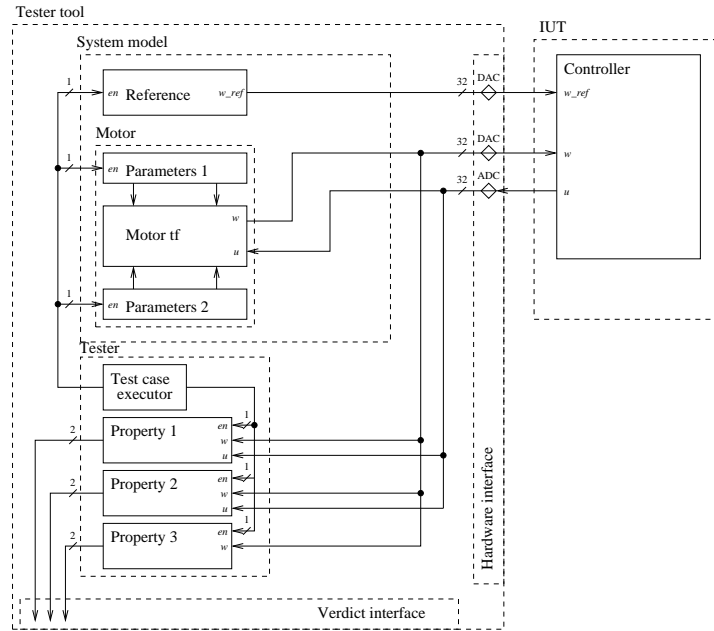 Tester tool
IUT
System model
Controller
DAC
1
32
en
Reference
w_ref
w_ref
Motor
DAC
1
32
en
Parameters 1
w
ADC
32
w
u
Motor tf
u
1
en
Parameters 2
Tester
Test case
executor
1
2
Property 1
en
w
u
1
2
Property 2
en
w
u
1
2
Property 3
en
w
Hardware interface
Verdict interface